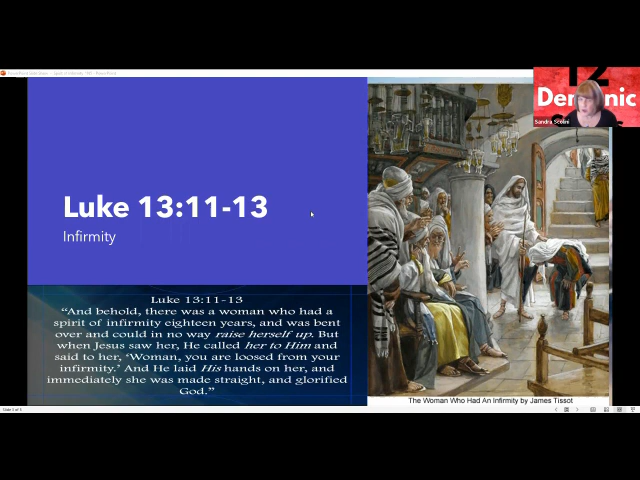 12
Demonic
Sandra Scolini
Luke 13:11-13
Infirmity
Luke 13:11-13
“And behold, there was a woman who had a
spirit of infirmity eighteen years, and was bent
over and could in no way raise herself up. But
when Jesus saw her, He called her to Him and
said to her, ‘Woman, you are loosed from your
infirmity.’ And He laid His hands on her, and
immediately she was made straight, and glorified
God.”
The Woman Who Had An Infirmity by James Tissot